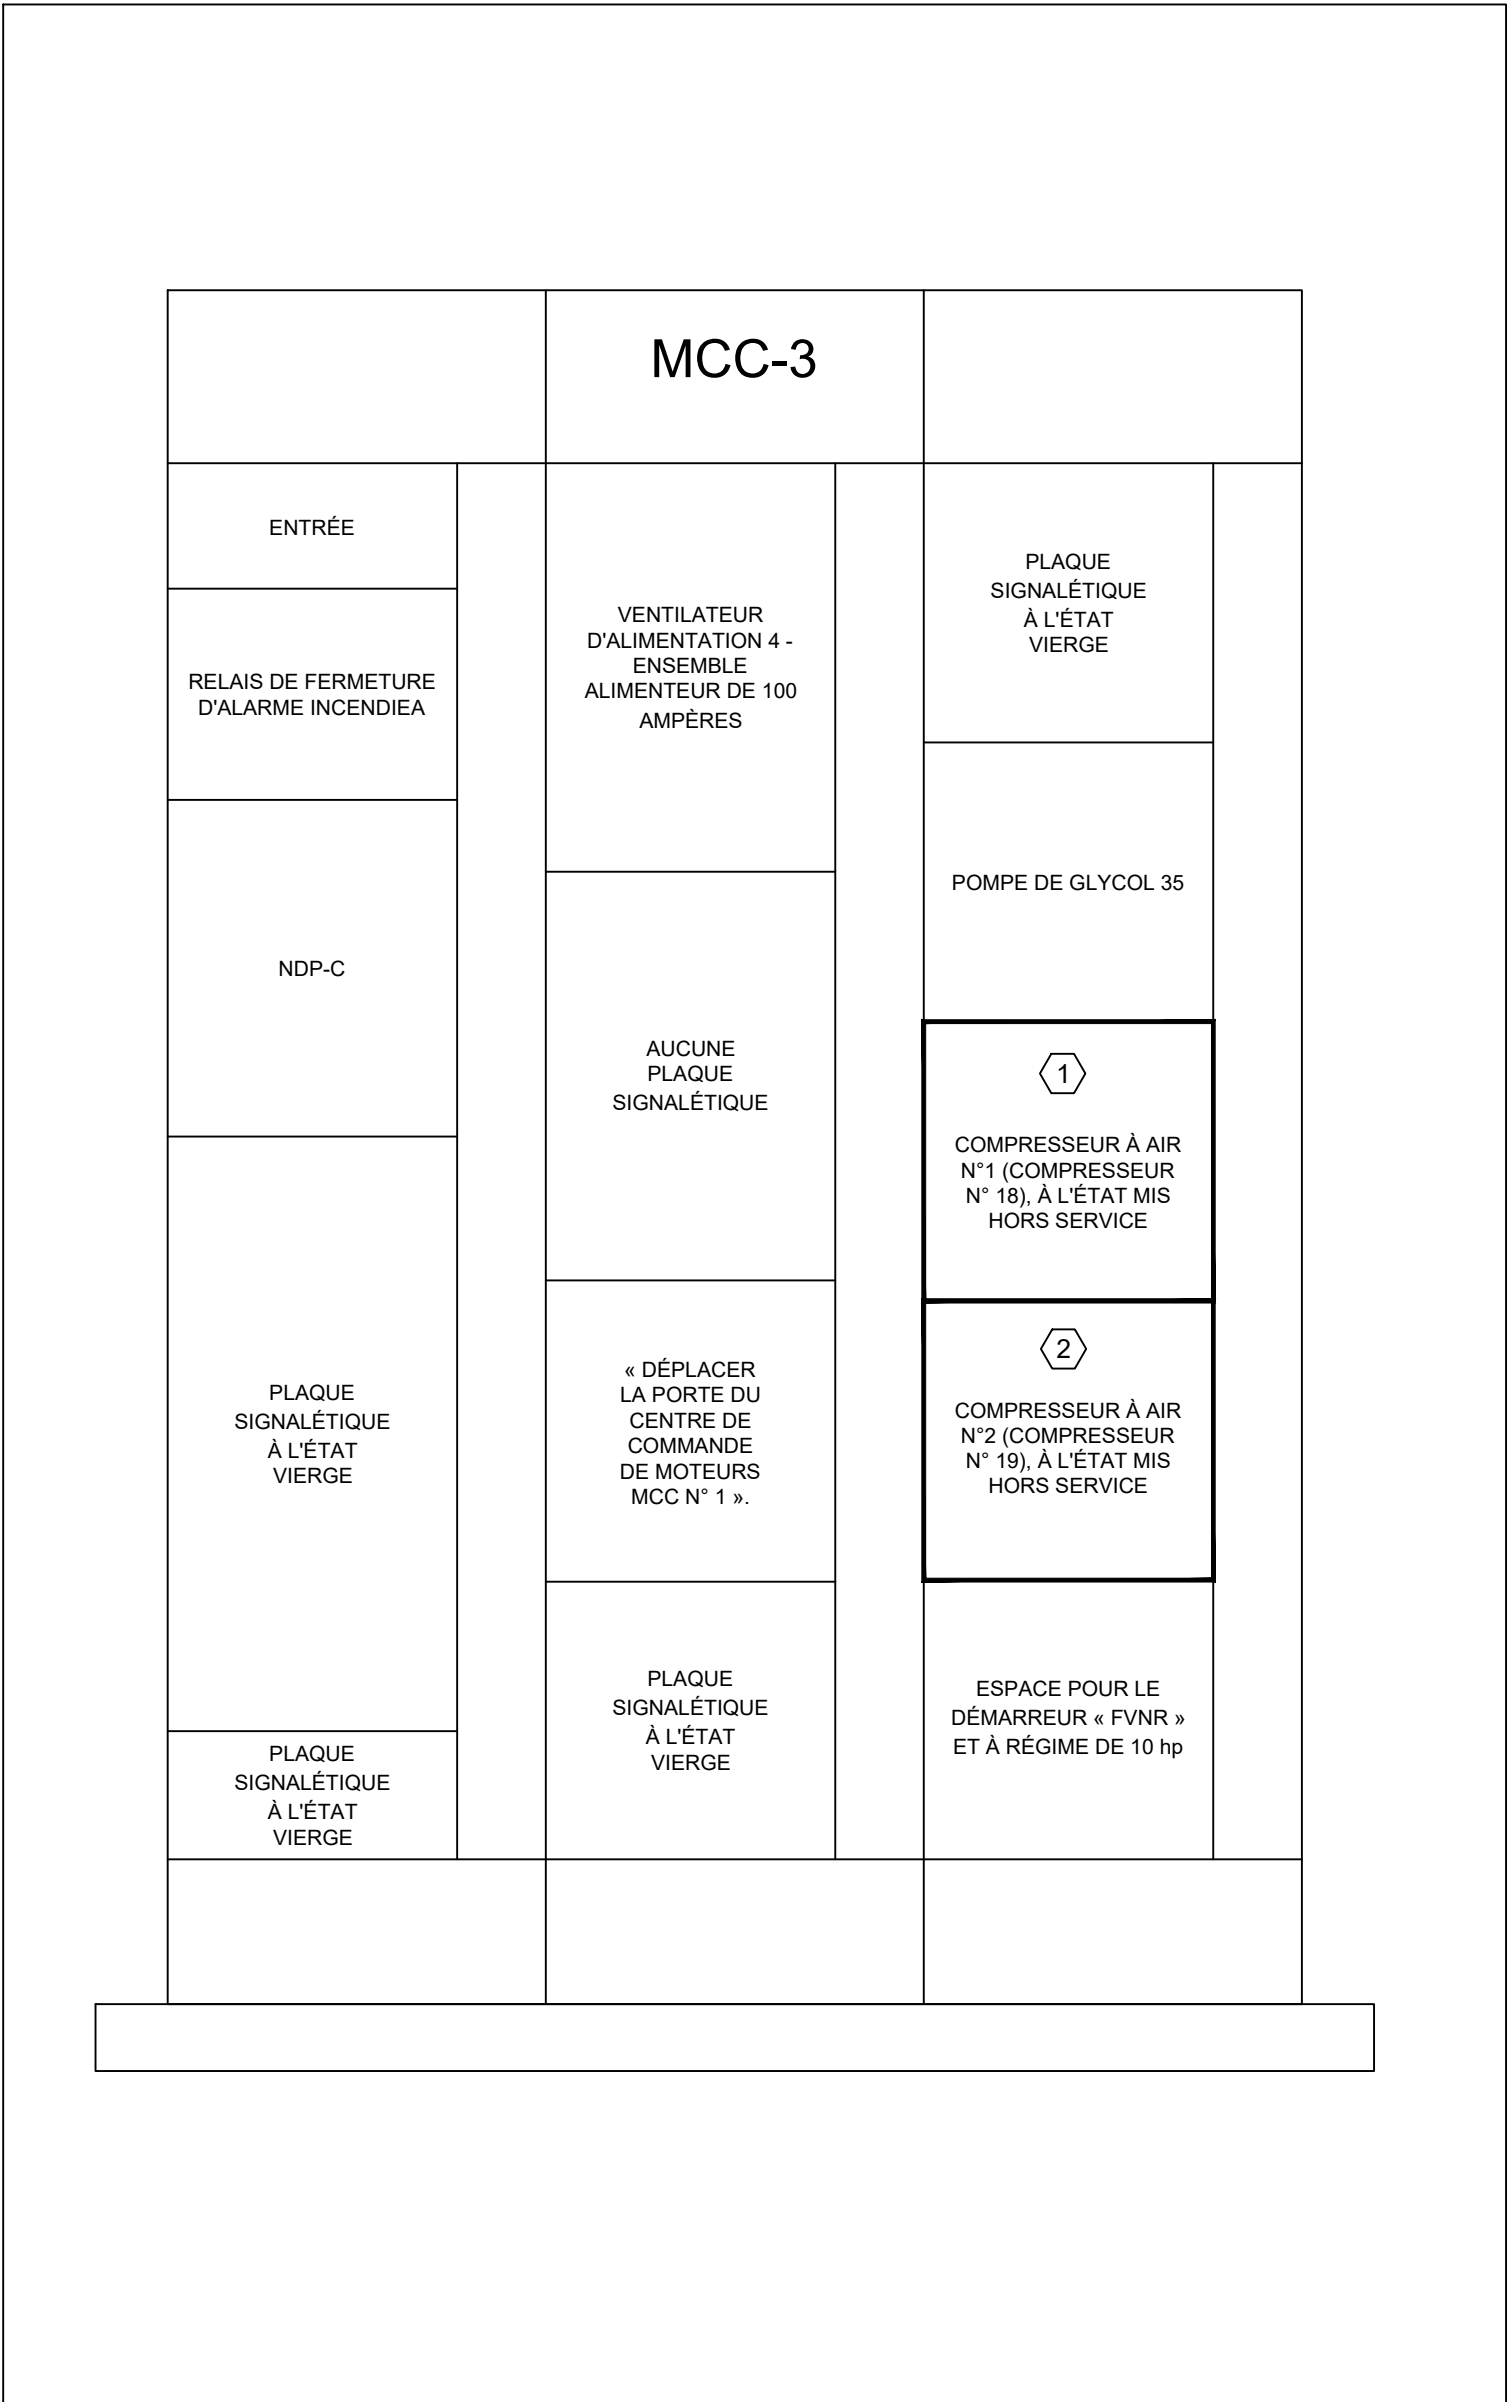 MCC-3
ENTRÉE
RELAIS DE FERMETURE
D'ALARME INCENDIEA
NDP-C
PLAQUE
SIGNALÉTIQUE
À L'ÉTAT
VIERGE
PLAQUE
SIGNALÉTIQUE
À L'ÉTAT
VIERGE
VENTILATEUR
D'ALIMENTATION 4 -
ENSEMBLE
ALIMENTEUR DE 100
AMPÈRES
AUCUNE
PLAQUE
SIGNALÉTIQUE
« DÉPLACER
LA PORTE DU
CENTRE DE
COMMANDE
DE MOTEURS
MCC N° 1 ».
PLAQUE
SIGNALÉTIQUE
À L'ÉTAT
VIERGE
PLAQUE
SIGNALÉTIQUE
À L'ÉTAT
VIERGE
POMPE DE GLYCOL 35
1
COMPRESSEUR À AIR
N°1 (COMPRESSEUR
N° 18), À L'ÉTAT MIS
HORS SERVICE
2
COMPRESSEUR À AIR
N°2 (COMPRESSEUR
N° 19), À L'ÉTAT MIS
HORS SERVICE
ESPACE POUR LE
DÉMARREUR « FVNR »
ET À RÉGIME DE 10 hp